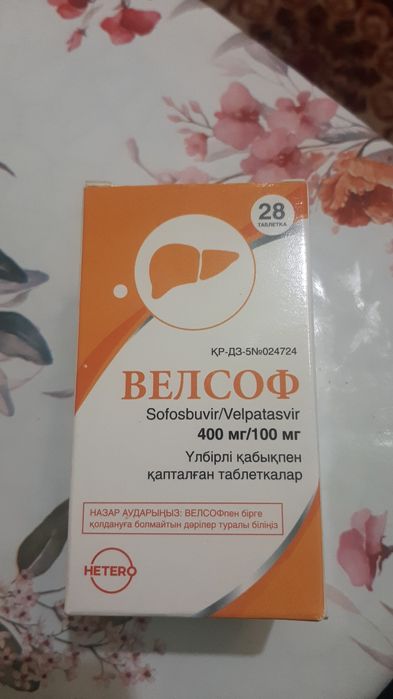 28
ТАБЛЕТКА
ҚР-ДЗ-5№024724
ВЕЛСОФ
Sofosbuvir/Velpatasvir
400 мг/100 мг
Үлбірлі қабықпен
қапталған таблеткалар
НАЗАР АУДАРЫҢЫЗ: ВЕЛСОФпен бірге
қолдануға болмайтын дәрілер туралы біліңіз
HETERO